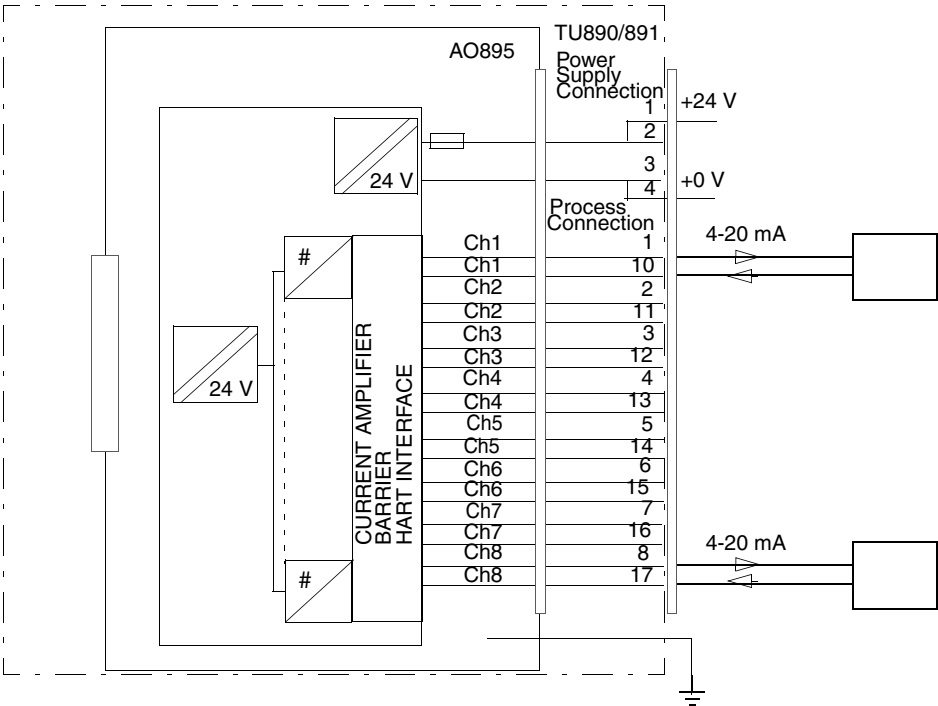 TU890/891
AO895
Power
Supply
Connection
1
+24 V
2
3
24 V
4
+0 V
Process
Connection
Ch1
1
4-20 mA
#
Ch1
10
Ch2
2
Ch2
11
Ch3
3
Ch3
12
24 V
Ch4
4
Ch4
13
Ch5
5
Ch5
14
Ch6
6
Ch6
15
Ch7
7
Ch7
16
4-20 mA
Ch8
8
#
Ch8
17
CURRENT AMPLIFIER
BARRIER
HART INTERFACE